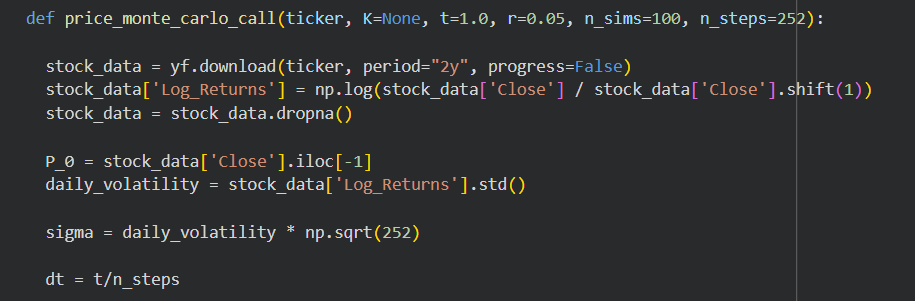 def price_monte_carlo_call(ticker, K=None, t=1.0, r=0.05, n_sims=100, n_steps=252):
stock_data = yf.download(ticker, period="2y", progress=False)
stock_data['Log_Returns'] = np.log(stock_data['Close'] / stock_data['Close'].shift(1))
stock_data = stock_data.dropna()
P_0 = stock_data['Close'].iloc[-1]
daily_volatility = stock_data['Log_Returns'].std()
sigma = daily_volatility * np.sqrt(252)
dt = t/n_steps